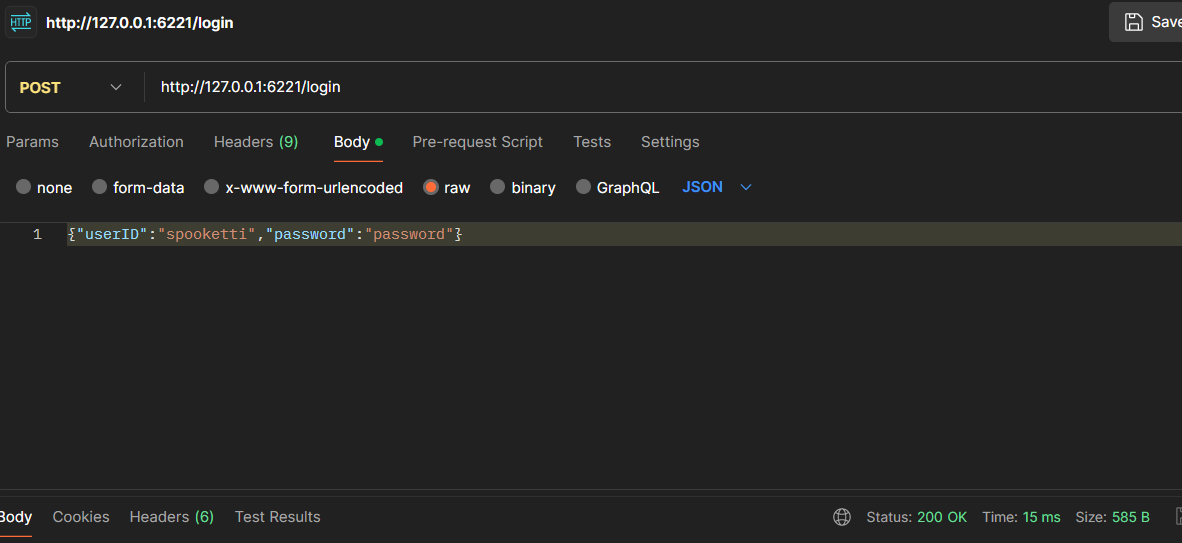 HTTP http://127.0.0.1:6221/login Save
POST http://127.0.0.1:6221/login
Params Authorization Headers (9) Body Pre-request Script Tests Settings
none form-data x-www-form-urlencoded raw binary GraphQL JSON
1 {"userID":"spooketti","password":"password"}
Body Cookies Headers (6) Test Results Status: 200 OK Time: 15 ms Size: 585 B